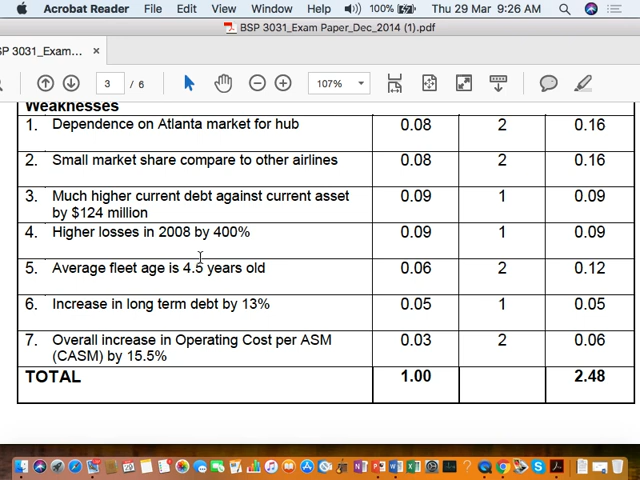 Acrobat Reader File Edit View Window Help 100% Thu 29 Mar 9:26 AM
BSP 3031_Exam Paper_Dec_2014 (1).pdf
SP 3031_Exam... ×
3 / 6 107%
Weaknesses
1. Dependence on Atlanta market for hub 0.08 2 0.16
2. Small market share compare to other airlines 0.08 2 0.16
3. Much higher current debt against current asset 0.09 1 0.09
by $124 million
4. Higher losses in 2008 by 400% 0.09 1 0.09
5. Average fleet age is 4.5 years old 0.06 2 0.12
6. Increase in long term debt by 13% 0.05 1 0.05
7. Overall increase in Operating Cost per ASM 0.03 2 0.06
(CASM) by 15.5%
TOTAL 1.00 2.48